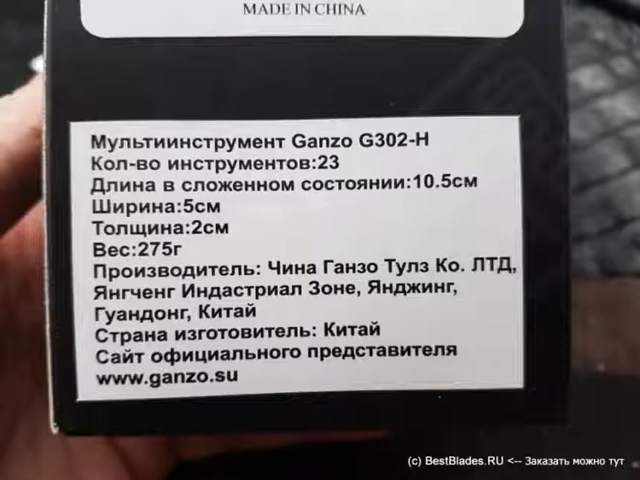 MADE IN CHINA
Мультиинструмент Ganzo G302-H
Кол-во инструментов:23
Длина в сложенном состоянии:10.5см
Ширина:5см
Толщина:2см
Вес:275г
Производитель: Чина Ганзо Тулз Ко. ЛТД,
Янгченг Индастриал Зоне, Янджинг,
Гуандонг, Китай
Страна изготовитель: Китай
Сайт официального представителя
www.ganzo.su
(c) BestBlades.RU <-- Заказать можно тут